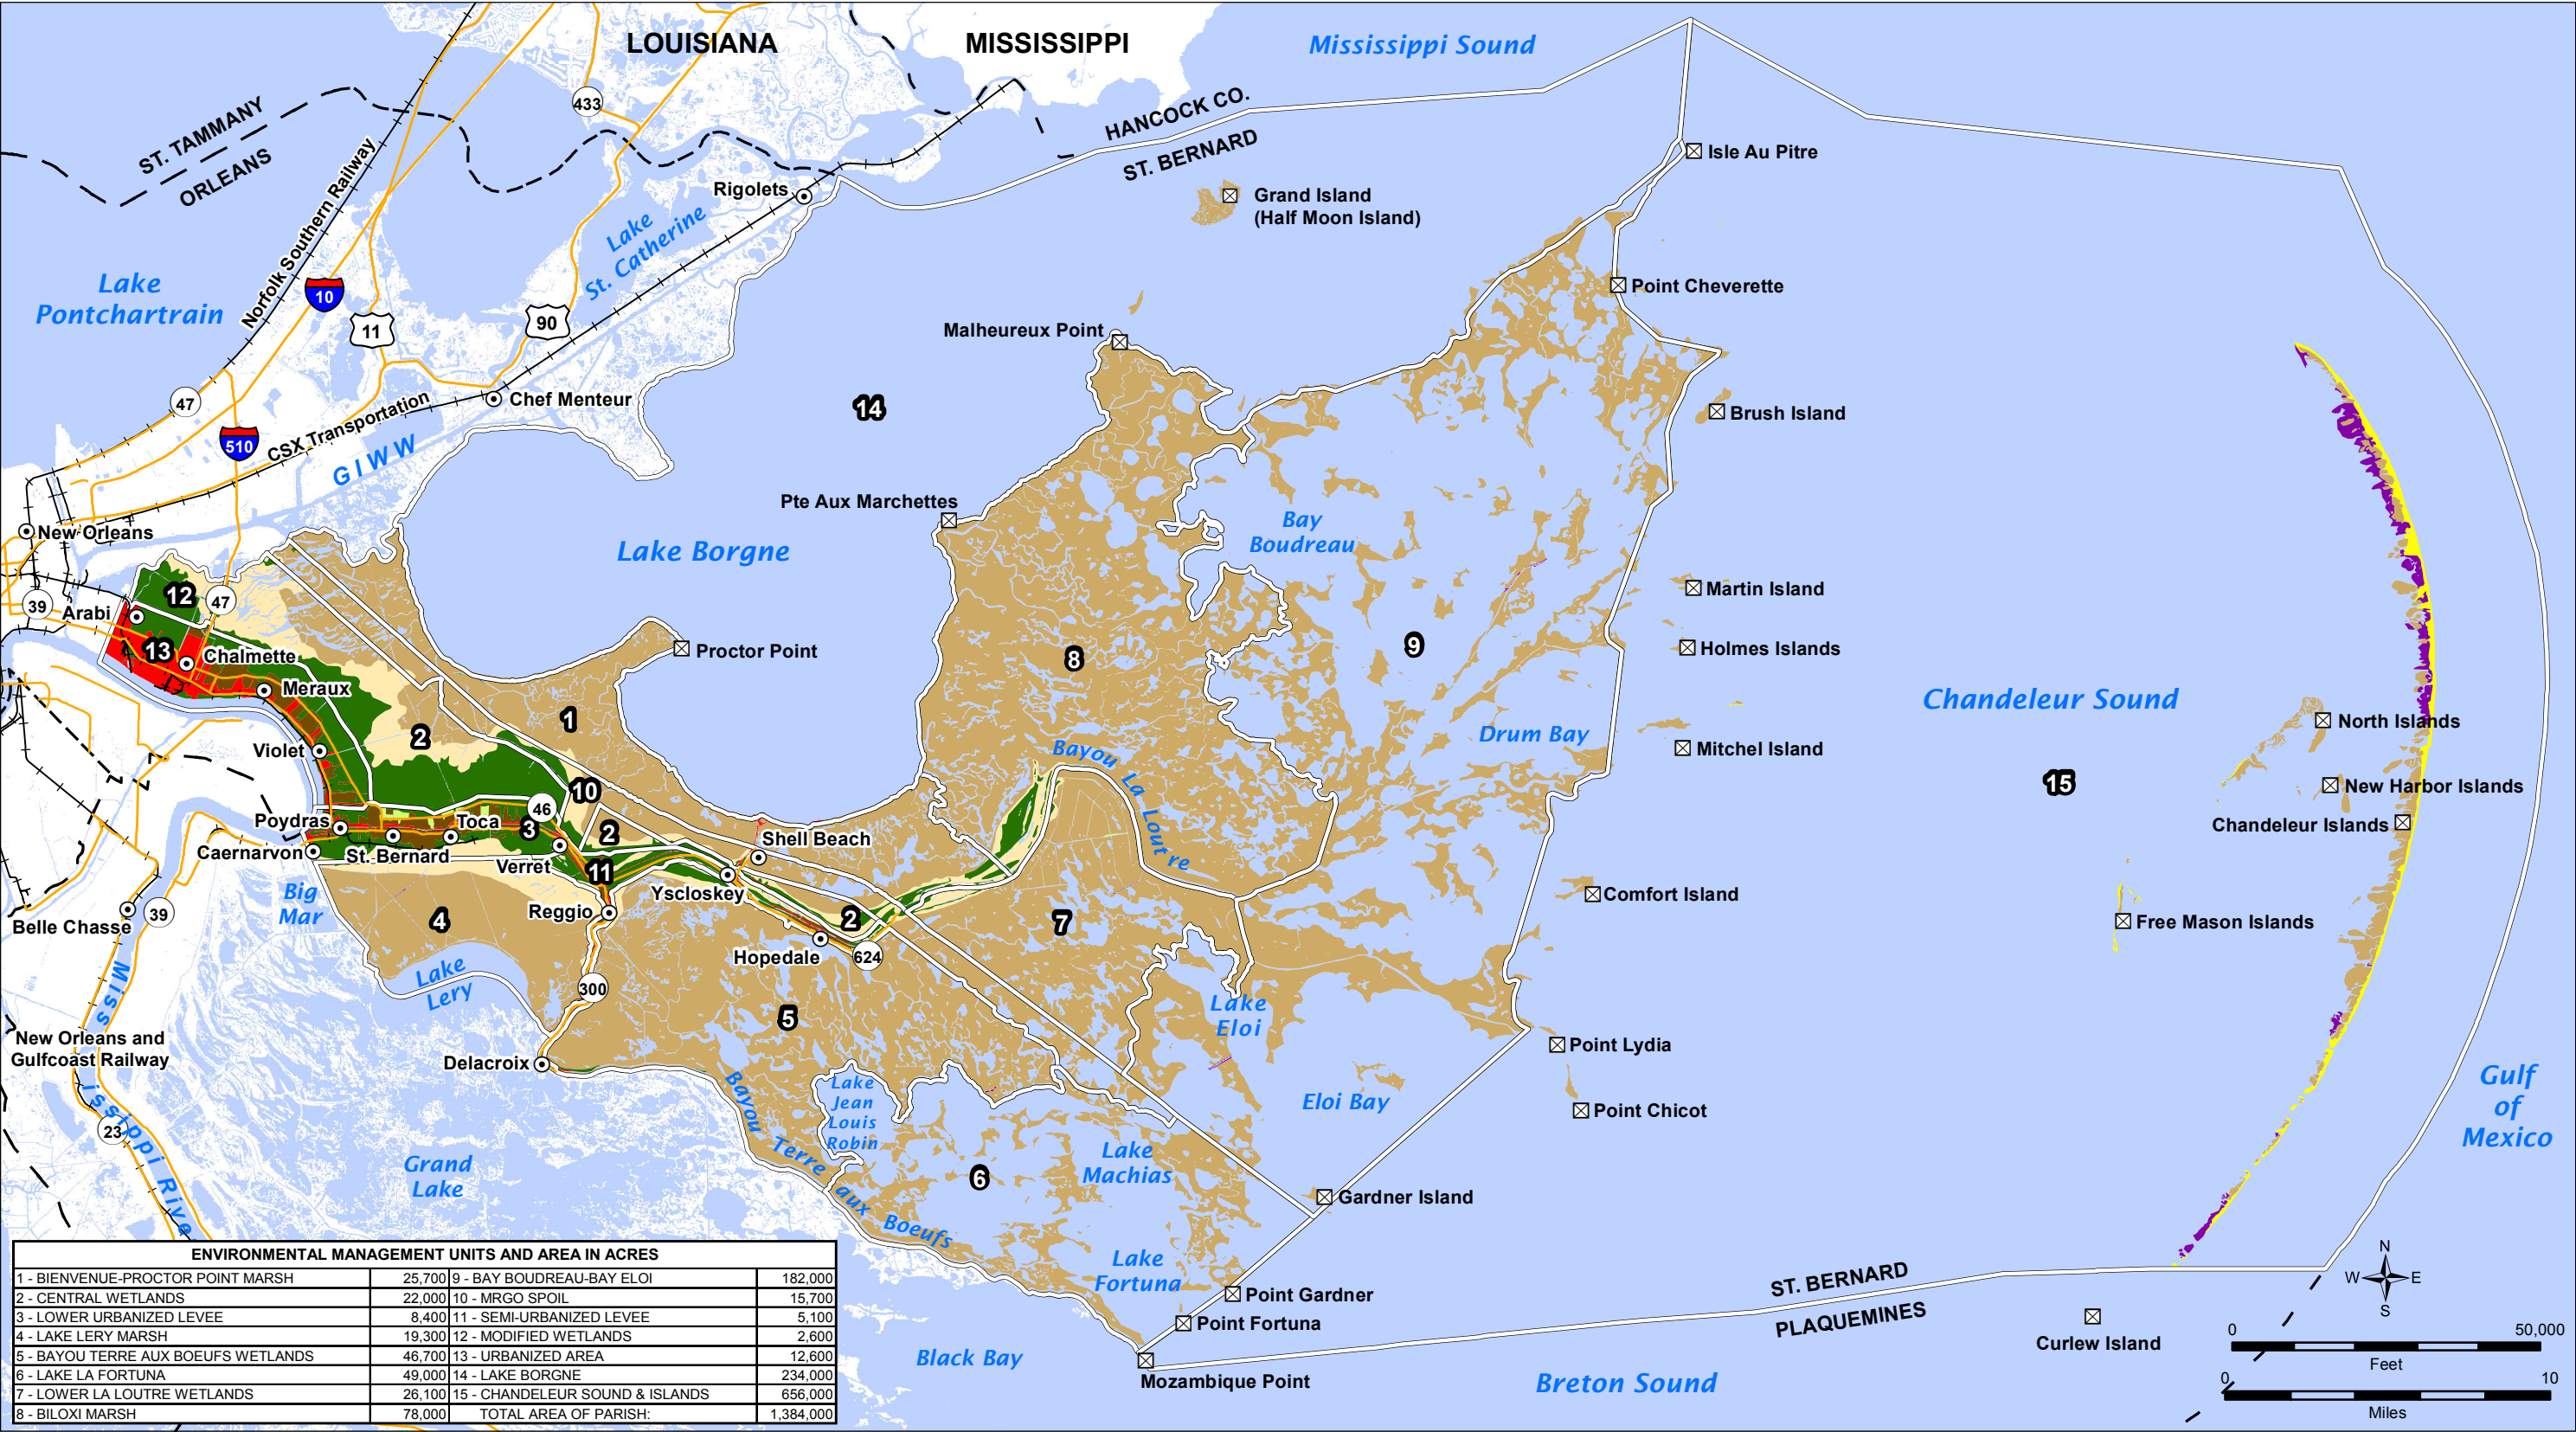 LOUISIANA
MISSISSIPPI
Mississippi Sound
433
HANCOCK CO.
ST. BERNARD
ST. TAMMANY
ORLEANS
Norfolk Southern Railway
Isle Au Pitre
Rigolets
Grand Island
(Half Moon Island)
Lake
St. Catherine
Lake
Pontchartrain
10
11
90
Point Cheverette
Malheureux Point
47
Chef Menteur
14
Brush Island
510
CSX Transportation
GIWW
Pte Aux Marchettes
New Orleans
Bay
Boudreau
Lake Borgne
12
47
39
Arabi
Martin Island
13
Chalmette
Proctor Point
8
9
Holmes Islands
Meraux
Chandeleur Sound
North Islands
1
2
Violet
Bayou La Loutre
Drum Bay
Mitchel Island
15
New Harbor Islands
10
46
Poydras
Toca
3
2
Shell Beach
Chandeleur Islands
Caernarvon
St. Bernard
Verret
11
Yscloskey
Big
Mar
Comfort Island
Belle Chasse
39
4
Reggio
2
7
Free Mason Islands
Hopedale
624
Lake
Lery
300
5
Lake
Eloi
Mississippi River
New Orleans and
Gulfcoast Railway
Delacroix
Point Lydia
Lake
Jean
Louis
Robin
Eloi Bay
Point Chicot
Gulf
of
Mexico
23
Bayou Terre aux Boeufs
Grand
Lake
6
Lake
Machias
Gardner Island
Lake
Fortuna
Point Gardner
Point Fortuna
ST. BERNARD
PLAQUEMINES
Black Bay
Mozambique Point
Breton Sound
Curlew Island
N
W E
S
0 50,000
Feet
0 10
Miles
ENVIRONMENTAL MANAGEMENT UNITS AND AREA IN ACRES
1 - BIENVENUE-PROCTOR POINT MARSH 25,700 9 - BAY BOUDREAU-BAY ELOI 182,000
2 - CENTRAL WETLANDS 22,000 10 - MRGO SPOIL 15,700
3 - LOWER URBANIZED LEVEE 8,400 11 - SEMI-URBANIZED LEVEE 5,100
4 - LAKE LERY MARSH 19,300 12 - MODIFIED WETLANDS 2,600
5 - BAYOU TERRE AUX BOEUFS WETLANDS 46,700 13 - URBANIZED AREA 12,600
6 - LAKE LA FORTUNA 49,000 14 - LAKE BORGNE 234,000
7 - LOWER LA LOUTRE WETLANDS 26,100 15 - CHANDELEUR SOUND & ISLANDS 656,000
8 - BILOXI MARSH 78,000 TOTAL AREA OF PARISH: 1,384,000